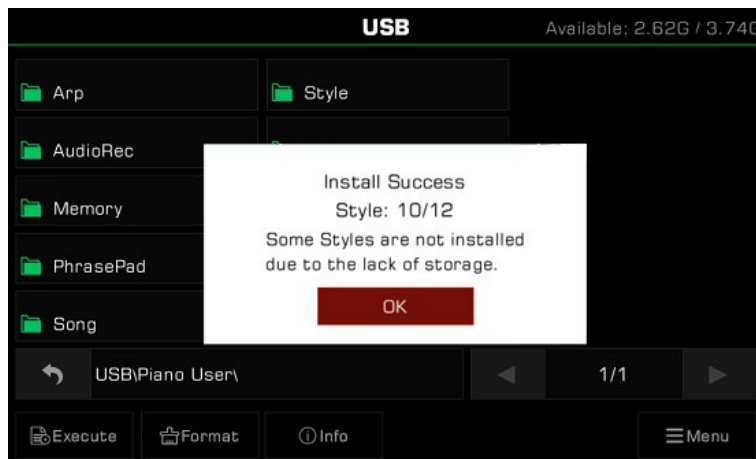 USB
Available: 2.62G / 3.74G
Arp
Style
AudioRec
Memory
PhrasePad
Song
Install Success
Style: 10/12
Some Styles are not installed
due to the lack of storage.
OK
USB\Piano User\
1/1
Execute
Format
Info
Menu